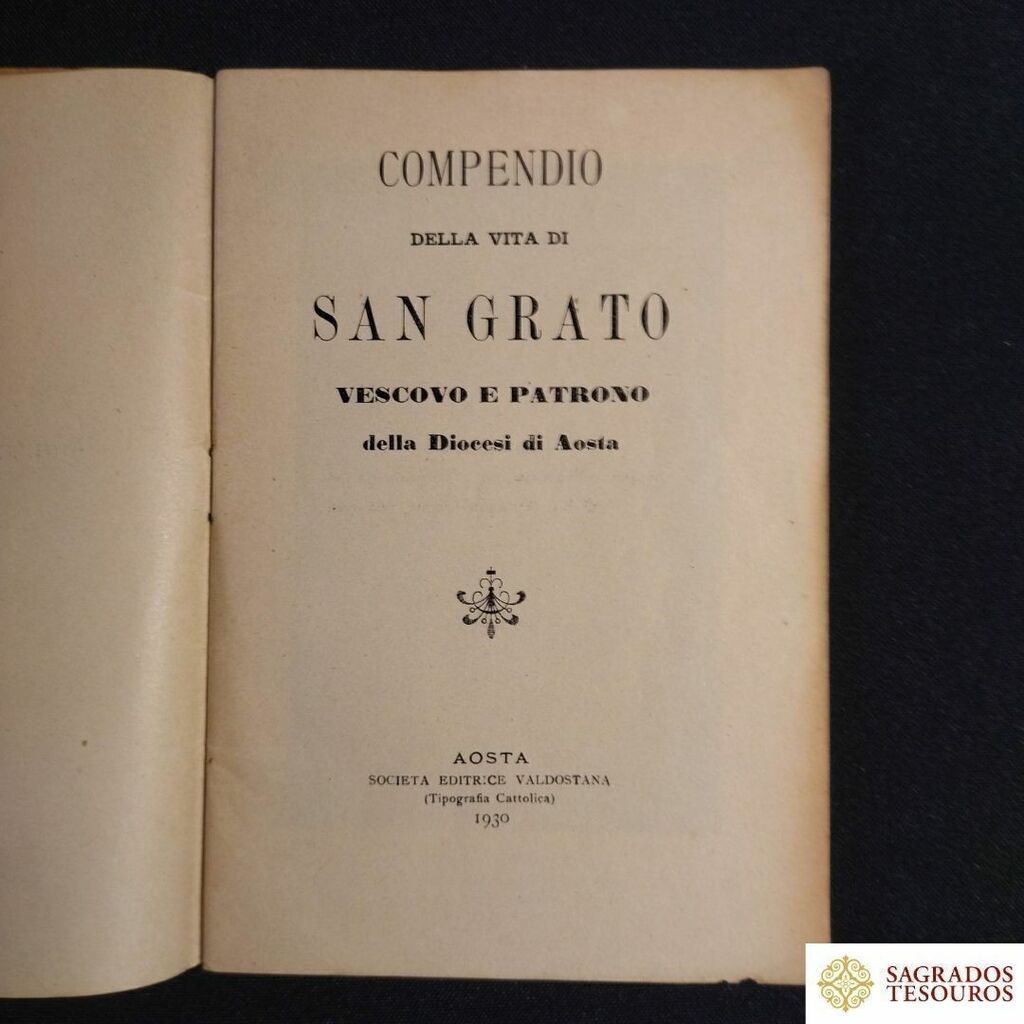 COMPENDIO
DELLA VITA DI
SAN GRATO
VESCOVO E PATRONO
della Diocesi di Aosta
AOSTA
SOCIETA EDITRICE VALDOSTANA
(Tipografia Cattolica)
1930
SAGRADOS
TESOUROS